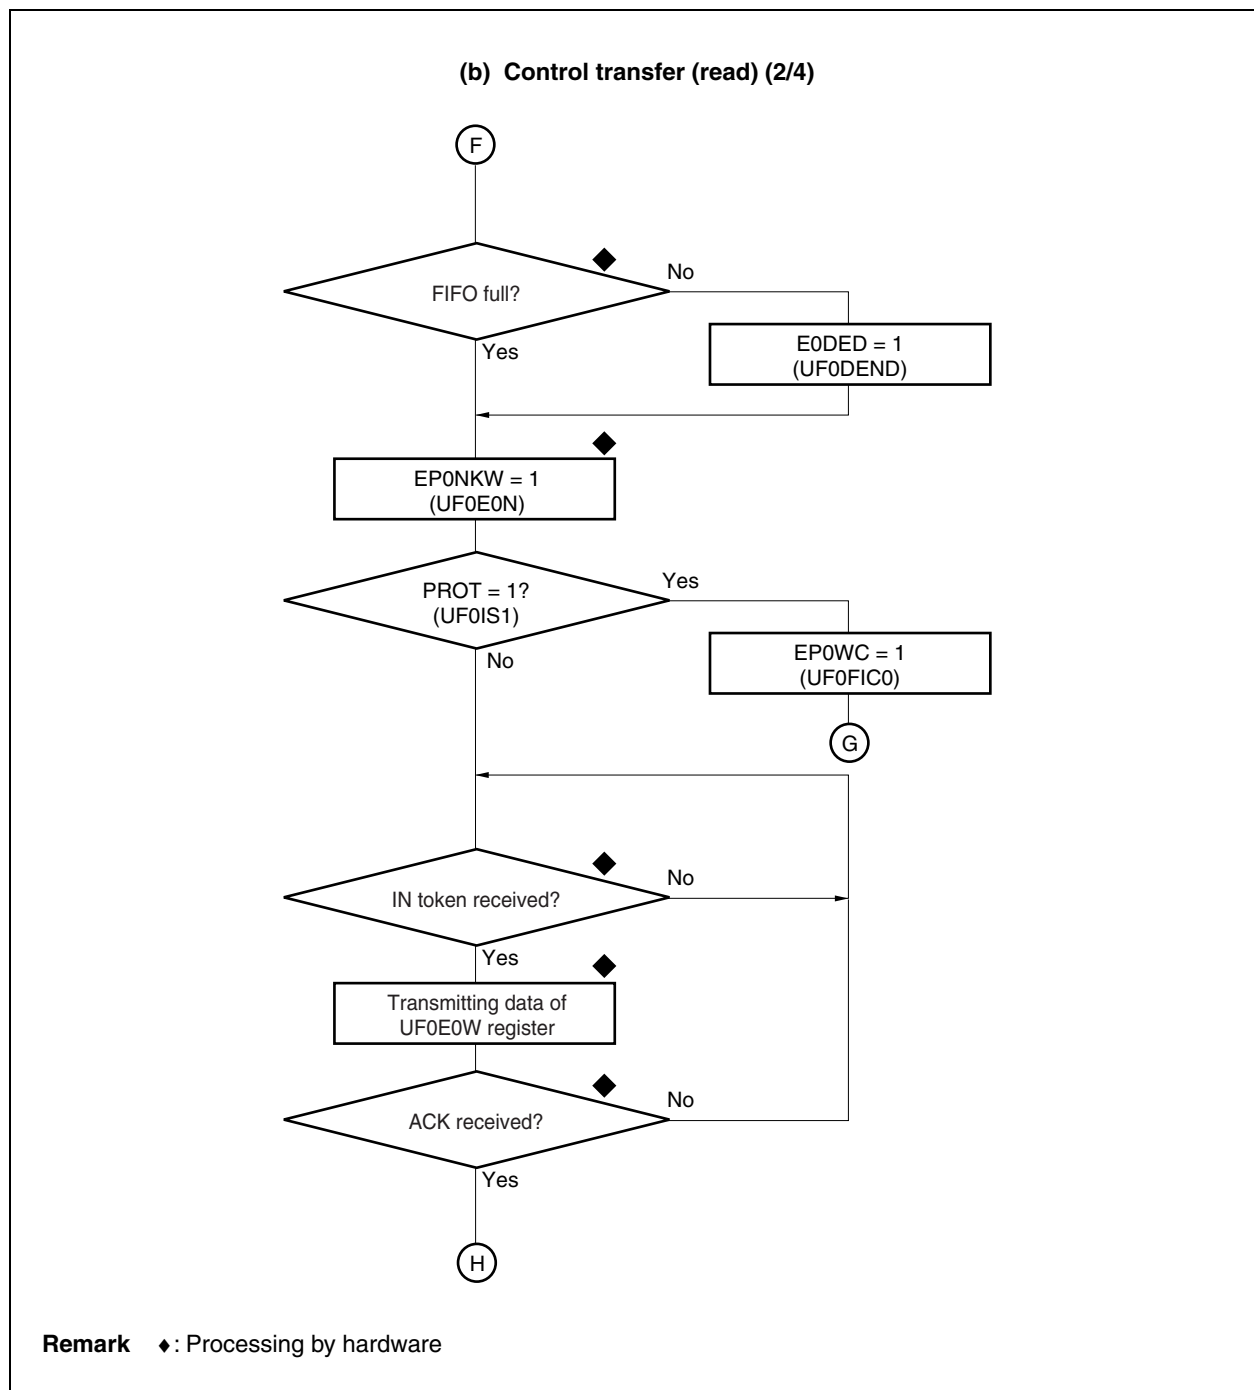 (b) Control transfer (read) (2/4)
F
FIFO full?
No
E0DED = 1
(UF0DEND)
Yes
EP0NKW = 1
(UF0E0N)
PROT = 1?
(UF0IS1)
Yes
EP0WC = 1
(UF0FIC0)
No
G
IN token received?
No
Yes
Transmitting data of
UF0E0W register
ACK received?
No
Yes
H
Remark ♦: Processing by hardware